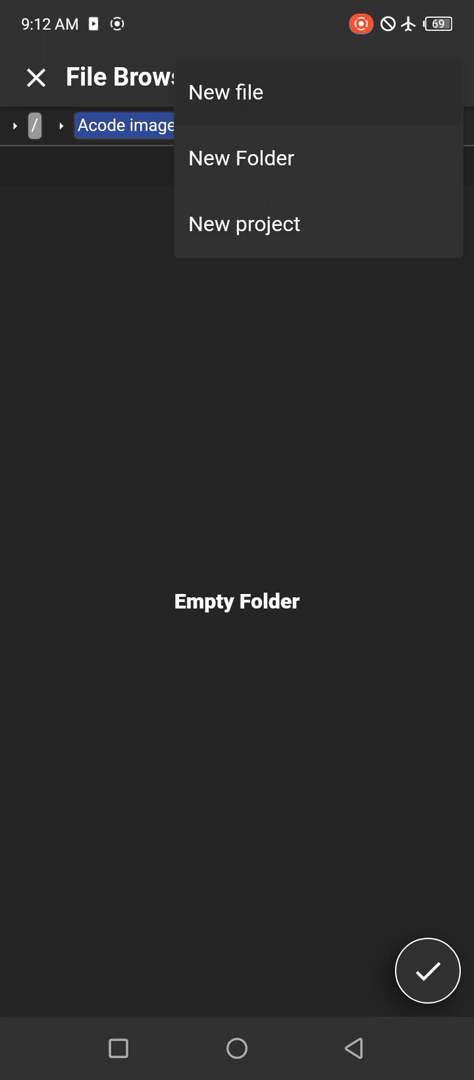 9:12 AM
69
File Brows
New file
/
Acode image
New Folder
New project
Empty Folder